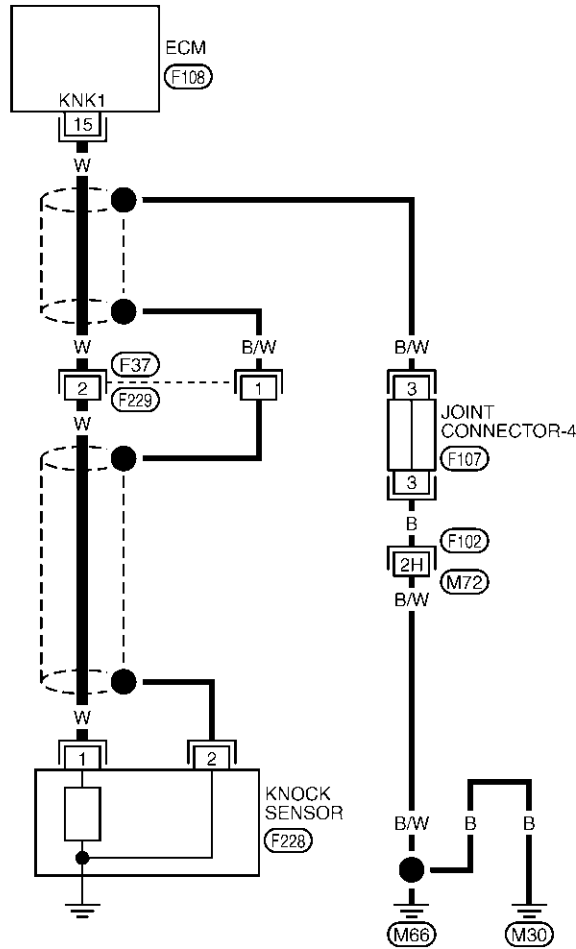 ECM
F108
KNK1
15
W
W
B/W
B/W
F37
2
1
3
F229
W
JOINT
CONNECTOR-4
F107
3
B
F102
2H
M72
B/W
W
1
2
KNOCK
SENSOR
F228
B/W
B
B
M66
M30